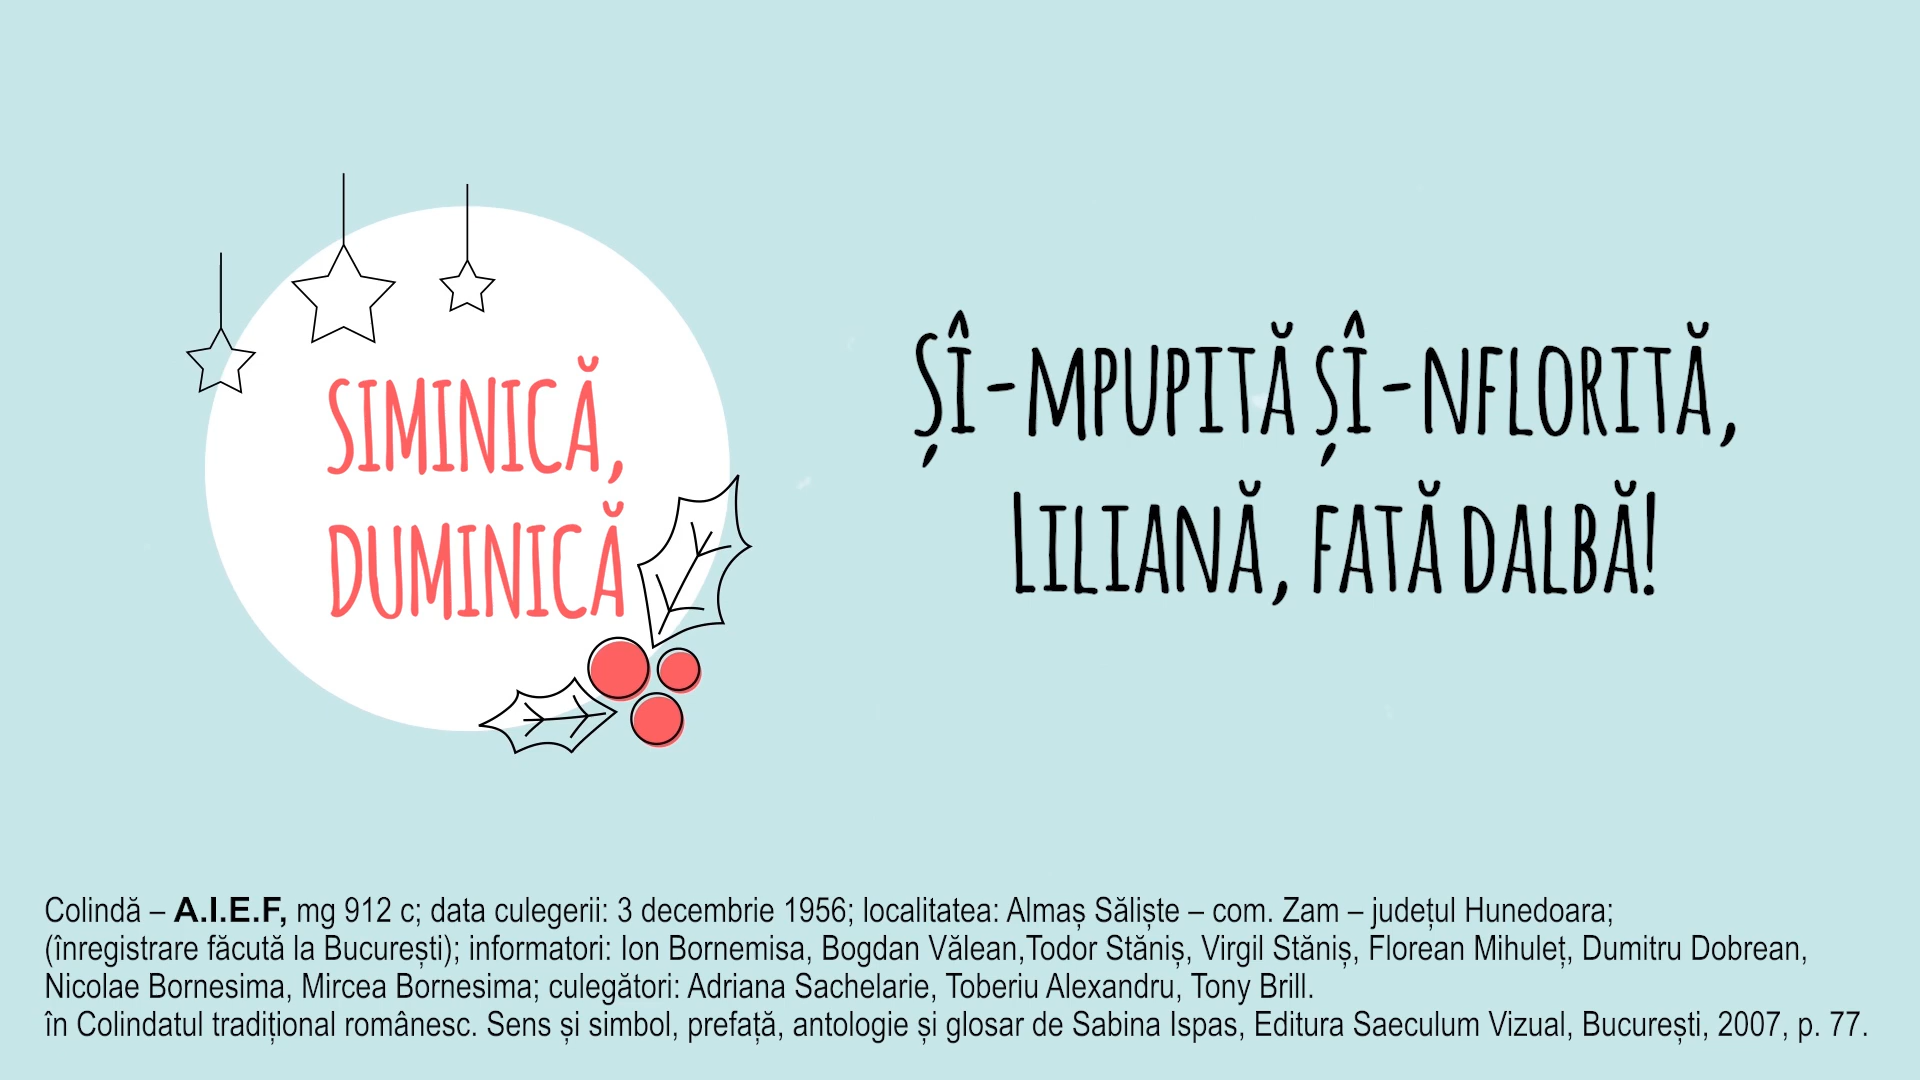 SIMINICĂ,
DUMINICĂ
ȘÎ-MPUPITĂ ȘÎ-NFLORITĂ,
LILIANĂ, FATĂ DALBĂ!
Colindă – A.I.E.F, mg 912 c; data culegerii: 3 decembrie 1956; localitatea: Almaș Săliște – com. Zam – județul Hunedoara;
(înregistrare făcută la București); informatori: Ion Bornemisa, Bogdan Vălean,Todor Stăniș, Virgil Stăniș, Florean Mihuleț, Dumitru Dobrean,
Nicolae Bornesima, Mircea Bornesima; culegători: Adriana Sachelarie, Toberiu Alexandru, Tony Brill.
în Colindatul tradițional românesc. Sens și simbol, prefață, antologie și glosar de Sabina Ispas, Editura Saeculum Vizual, București, 2007, p. 77.